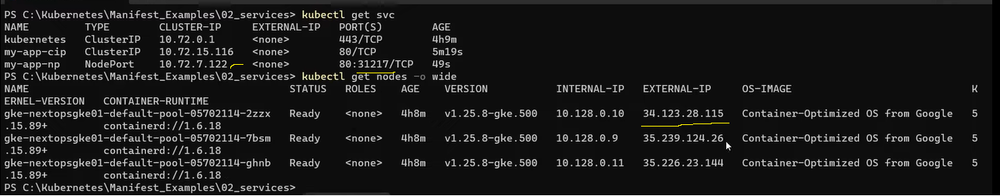 PS C:\Kubernetes\Manifest_Examples\02_services> kubectl get svc
NAME         TYPE        CLUSTER-IP     EXTERNAL-IP   PORT(S)        AGE
kubernetes   ClusterIP   10.72.0.1      <none>        443/TCP        4h9m
my-app-cip   ClusterIP   10.72.15.116   <none>        80/TCP         5m19s
my-app-np    NodePort    10.72.7.122    <none>        80:31217/TCP   49s
PS C:\Kubernetes\Manifest_Examples\02_services> kubectl get nodes -o wide
NAME                                          STATUS   ROLES    AGE    VERSION           INTERNAL-IP   EXTERNAL-IP     OS-IMAGE                             K
ERNEL-VERSION   CONTAINER-RUNTIME
gke-nextopsgke01-default-pool-05702114-2zzx   Ready    <none>   4h8m   v1.25.8-gke.500   10.128.0.10   34.123.28.115   Container-Optimized OS from Google   5
.15.89+         containerd://1.6.18
gke-nextopsgke01-default-pool-05702114-7bsm   Ready    <none>   4h8m   v1.25.8-gke.500   10.128.0.9    35.239.124.26   Container-Optimized OS from Google   5
.15.89+         containerd://1.6.18
gke-nextopsgke01-default-pool-05702114-ghnb   Ready    <none>   4h8m   v1.25.8-gke.500   10.128.0.11   35.226.23.144   Container-Optimized OS from Google   5
.15.89+         containerd://1.6.18
PS C:\Kubernetes\Manifest_Examples\02_services>